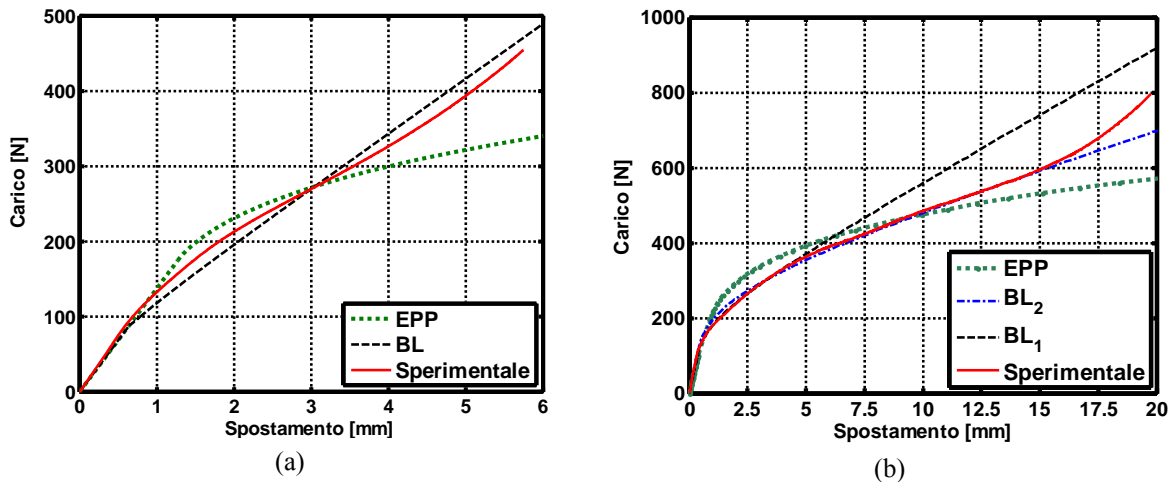 500
400
300
200
100
0
Carico [N]
0 1 2 3 4 5 6
Spostamento [mm]
EPP
BL
Sperimentale
(a)
1000
800
600
400
200
0
Carico [N]
0 2.5 5 7.5 10 12.5 15 17.5 20
Spostamento [mm]
EPP
BL₂
BL₁
Sperimentale
(b)